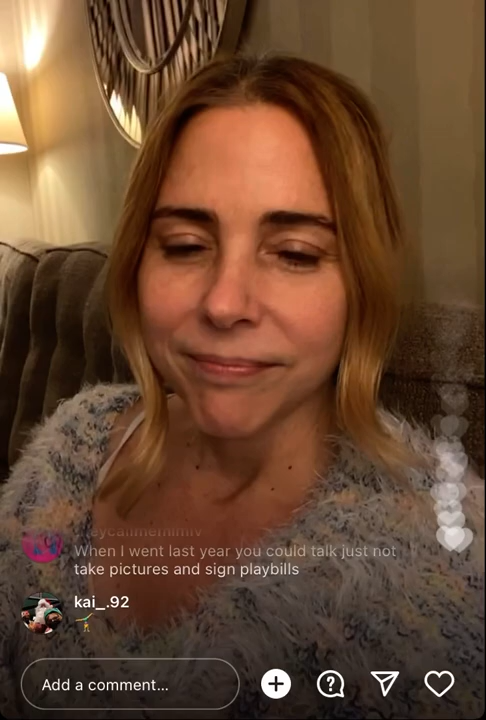 When I went last year you could talk just not
take pictures and sign playbills
kai_.92
Add a comment...